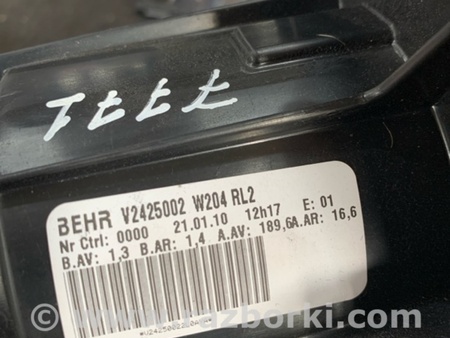 BEHR V2425002 W204 RL2
Nr Ctrl: 0000 21.01.10 12h17 E: 01
B.AV: 1,3 B.AR: 1,4 A.AV: 189,6A.AR: 16,6
© www.razborki.com